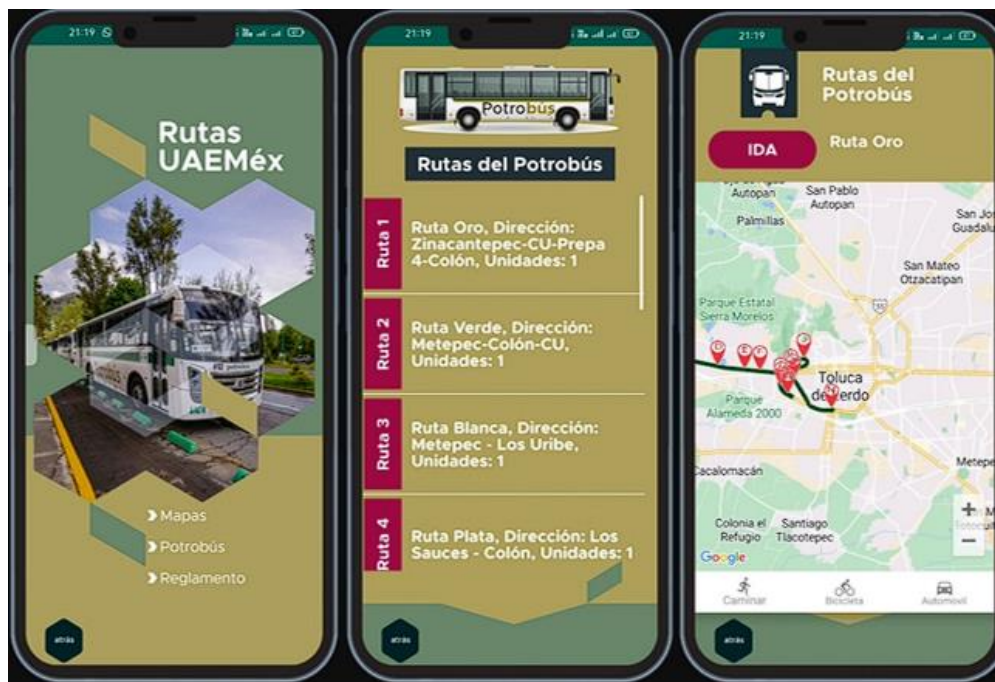 21:19
Rutas
UAEMéx
Potrobús
Mapas
Potrobús
Reglamento
atrás
21:19
Potrobús
Rutas del Potrobús
Ruta 1
Ruta Oro, Dirección:
Zinacantepec-CU-Prepa
4-Colón, Unidades: 1
Ruta 2
Ruta Verde, Dirección:
Metepec-Colón-CU,
Unidades: 1
Ruta 3
Ruta Blanca, Dirección:
Metepec - Los Uribe,
Unidades: 1
Ruta 4
Ruta Plata, Dirección: Los
Sauces - Colón, Unidades: 1
atrás
21:19
Rutas del
Potrobús
IDA
Ruta Oro
Autopan
San Pablo
Autopan
Palmillas
San Mateo
Otzacatipan
Parque Estatal
Sierra Morelos
Toluca
Parque
Alameda 2000
Cacalomacán
Metepe
Colonia el
Refugio
Santiago
Tlacotepec
Google
Caminar
Bicicleta
Automovil
atrás